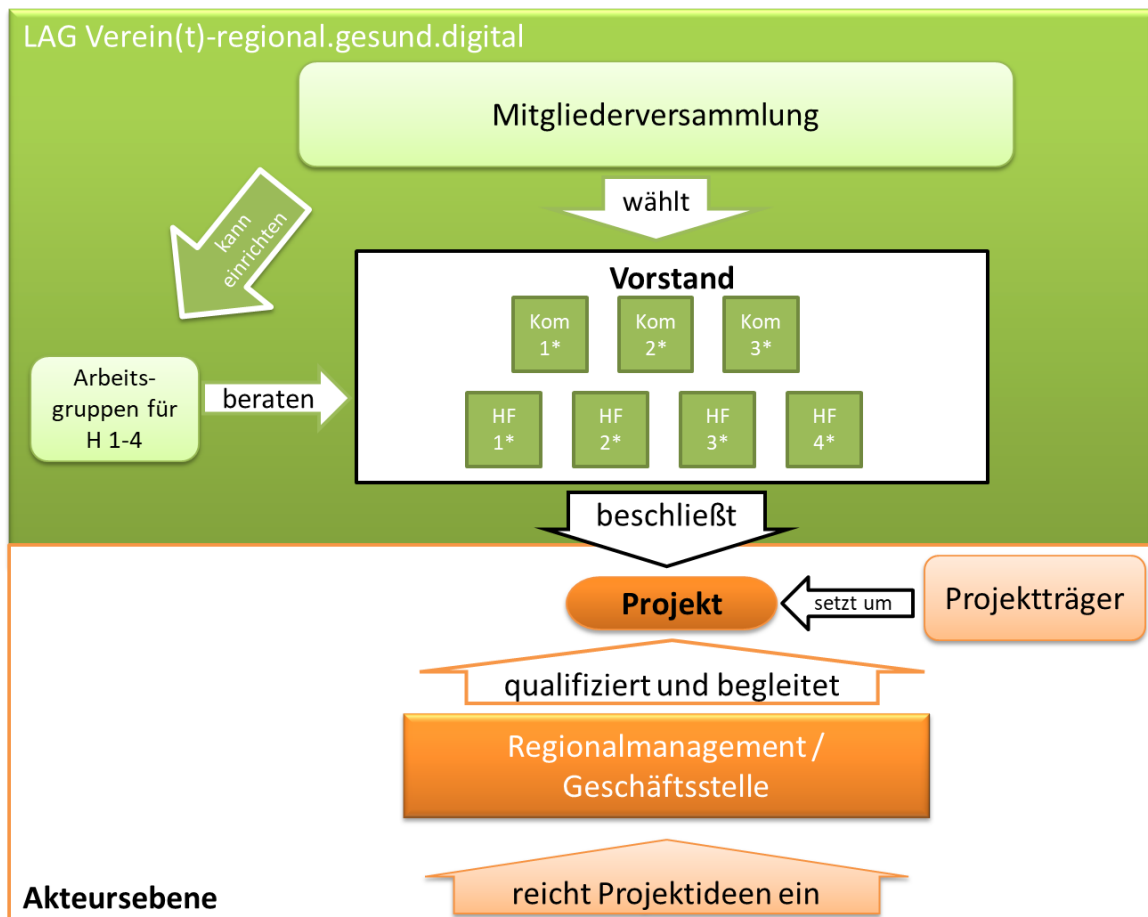 LAG Verein(t)-regional.gesund.digital
Mitgliederversammlung
wählt
kann
einrichten
Vorstand
Kom
1*
Kom
2*
Kom
3*
Arbeits-
gruppen für
H 1-4
beraten
HF
1*
HF
2*
HF
3*
HF
4*
beschließt
Projekt
setzt um
Projektträger
qualifiziert und begleitet
Regionalmanagement /
Geschäftsstelle
reicht Projektideen ein
Akteursebene